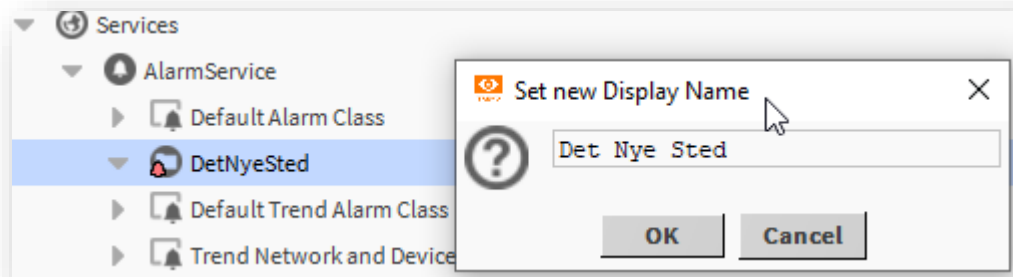 Services
AlarmService
Set new Display Name
Default Alarm Class
Det Nye Sted
DetNyeSted
Default Trend Alarm Class
OK
Cancel
Trend Network and Device